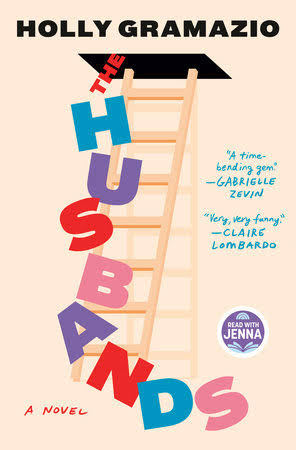 HOLLY GRAMAZIO
THE
HUSBANDS
"A time-
bending gem."
—GABRIELLE
ZEVIN
"Very, very funny."
—CLAIRE
LOMBARDO
READ WITH
JENNA
A NOVEL